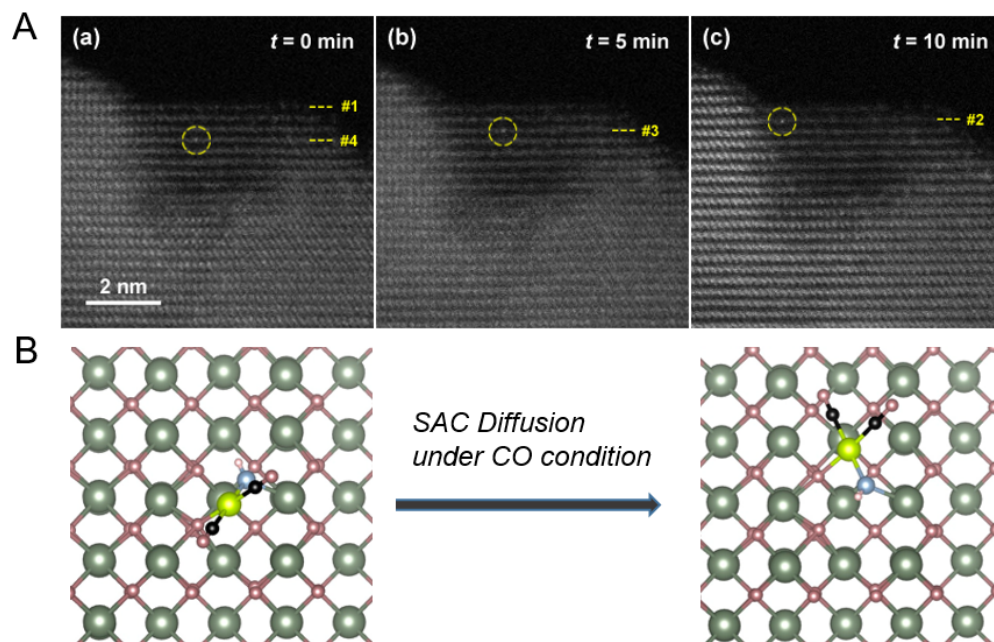 A
(a) t = 0 min
#1
#4
2 nm
(b) t = 5 min
#3
(c) t = 10 min
#2
B
SAC Diffusion
under CO condition